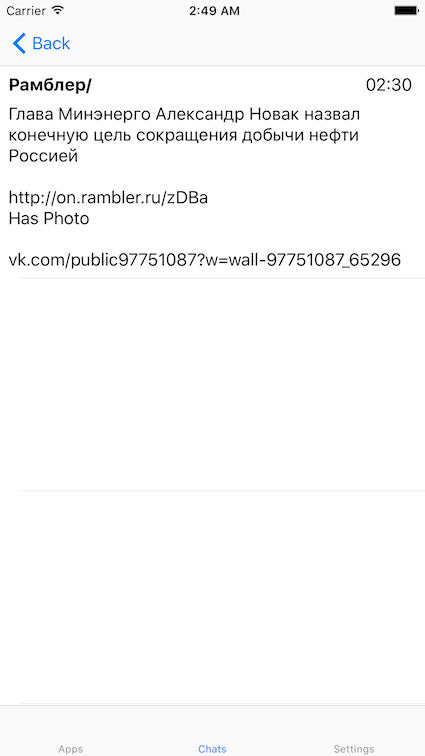 Carrier 2:49 AM
Back
Рамблер/ 02:30
Глава Минэнерго Александр Новак назвал
конечную цель сокращения добычи нефти
Россией
http://on.rambler.ru/zDBa
Has Photo
vk.com/public97751087?w=wall-97751087_65296
Apps Chats Settings